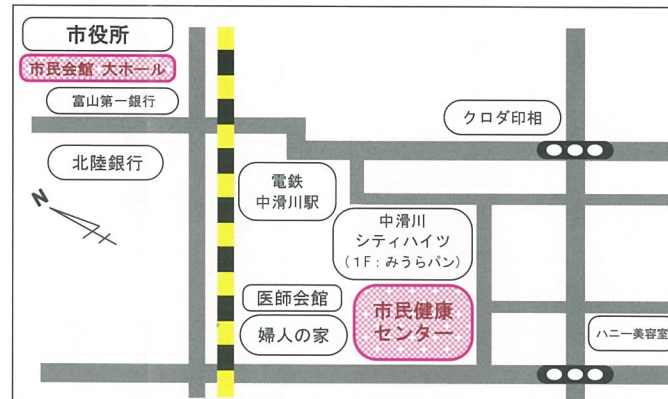 市役所
市民会館 大ホール
富山第一銀行
北陸銀行
N
クロダ印相
電鉄
中滑川駅
中滑川
シティハイツ
(1F:みうらパン)
医師会館
婦人の家
市民健康
センター
ハニー美容室